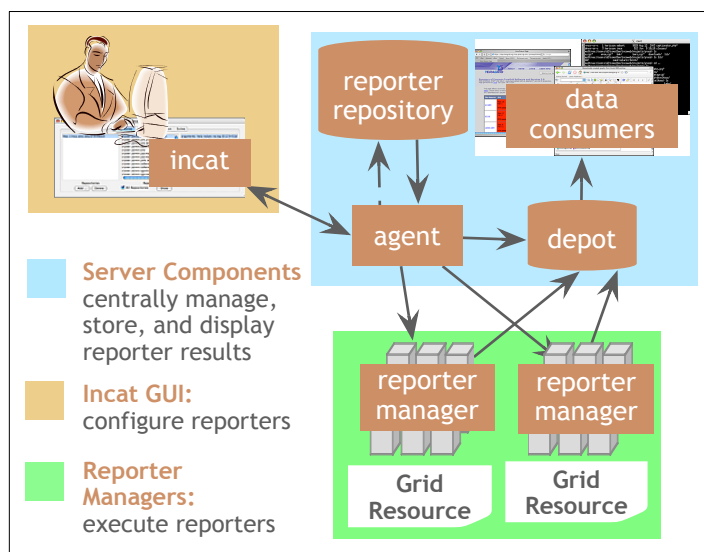 reporter
repository
data
consumers
incat
agent
depot
Server Components
centrally manage,
store, and display
reporter results
Incat GUI:
configure reporters
Reporter
Managers:
execute reporters
reporter
manager
reporter
manager
Grid
Resource
Grid
Resource